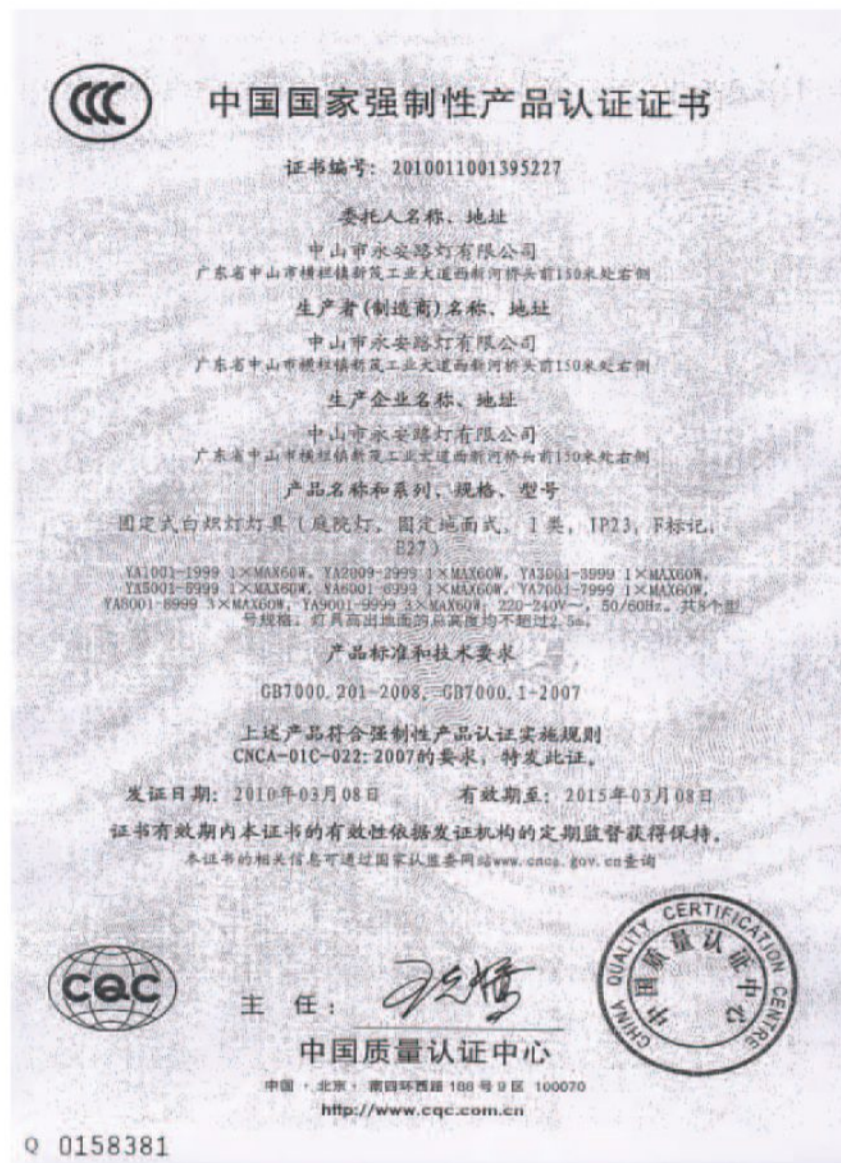 中国国家强制性产品认证证书
证书编号: 2010011001395227
委托人名称、地址
中山市永安路灯有限公司
广东省中山市横栏镇新茂工业大道西新河桥头前150米处右侧
生产者(制造商)名称、地址
中山市永安路灯有限公司
广东省中山市横栏镇新茂工业大道西新河桥头前150米处右侧
生产企业名称、地址
中山市永安路灯有限公司
广东省中山市横栏镇新茂工业大道西新河桥头前150米处右侧
产品名称和系列、规格、型号
固定式白炽灯灯具(庭院灯, 固定地面式, I类, IP23, F标记,
E27)
YA1001-1999 1×MAX60W, YA2009-2999 1×MAX60W, YA3001-3999 1×MAX60W,
YA5001-5999 1×MAX60W, YA6001-6999 1×MAX60W, YA7001-7999 1×MAX60W,
YA8001-8999 3×MAX60W, YA9001-9999 3×MAX60W; 220-240V~, 50/60Hz. 共8个型
号规格, 灯具高出地面的总高度均不超过2.5m。
产品标准和技术要求
GB7000.201-2008, GB7000.1-2007
上述产品符合强制性产品认证实施规则
CNCA-01C-022:2007的要求, 特发此证。
发证日期: 2010年03月08日 有效期至: 2015年03月08日
证书有效期内本证书的有效性依据发证机构的定期监督获得保持。
本证书的相关信息可通过国家认监委网站www.cnca.gov.cn查询
CQC
主 任:
CHINA QUALITY CERTIFICATION CENTRE
中国质量认证中心
中国质量认证中心
中国·北京·南四环西路188号9区 100070
http://www.cqc.com.cn
Q 0158381